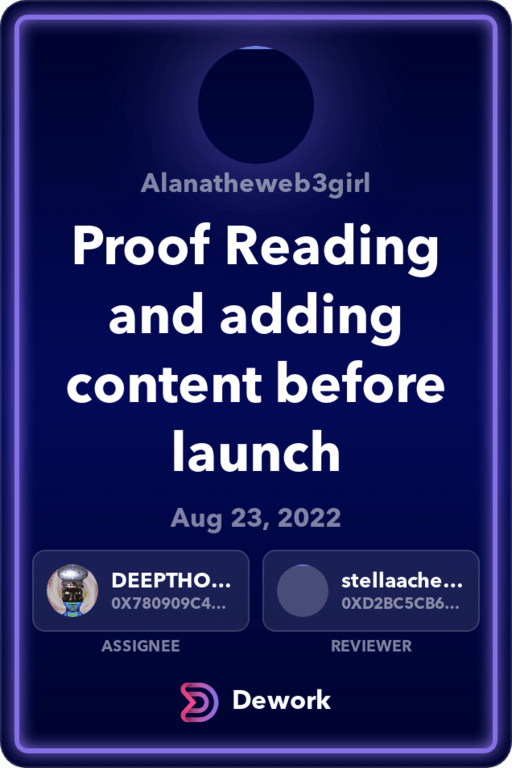 Alanatheweb3girl
Proof Reading
and adding
content before
launch
Aug 23, 2022
DEEPTHO...
0X780909C4...
stellaache...
0XD2BC5CB6...
ASSIGNEE
REVIEWER
Dework